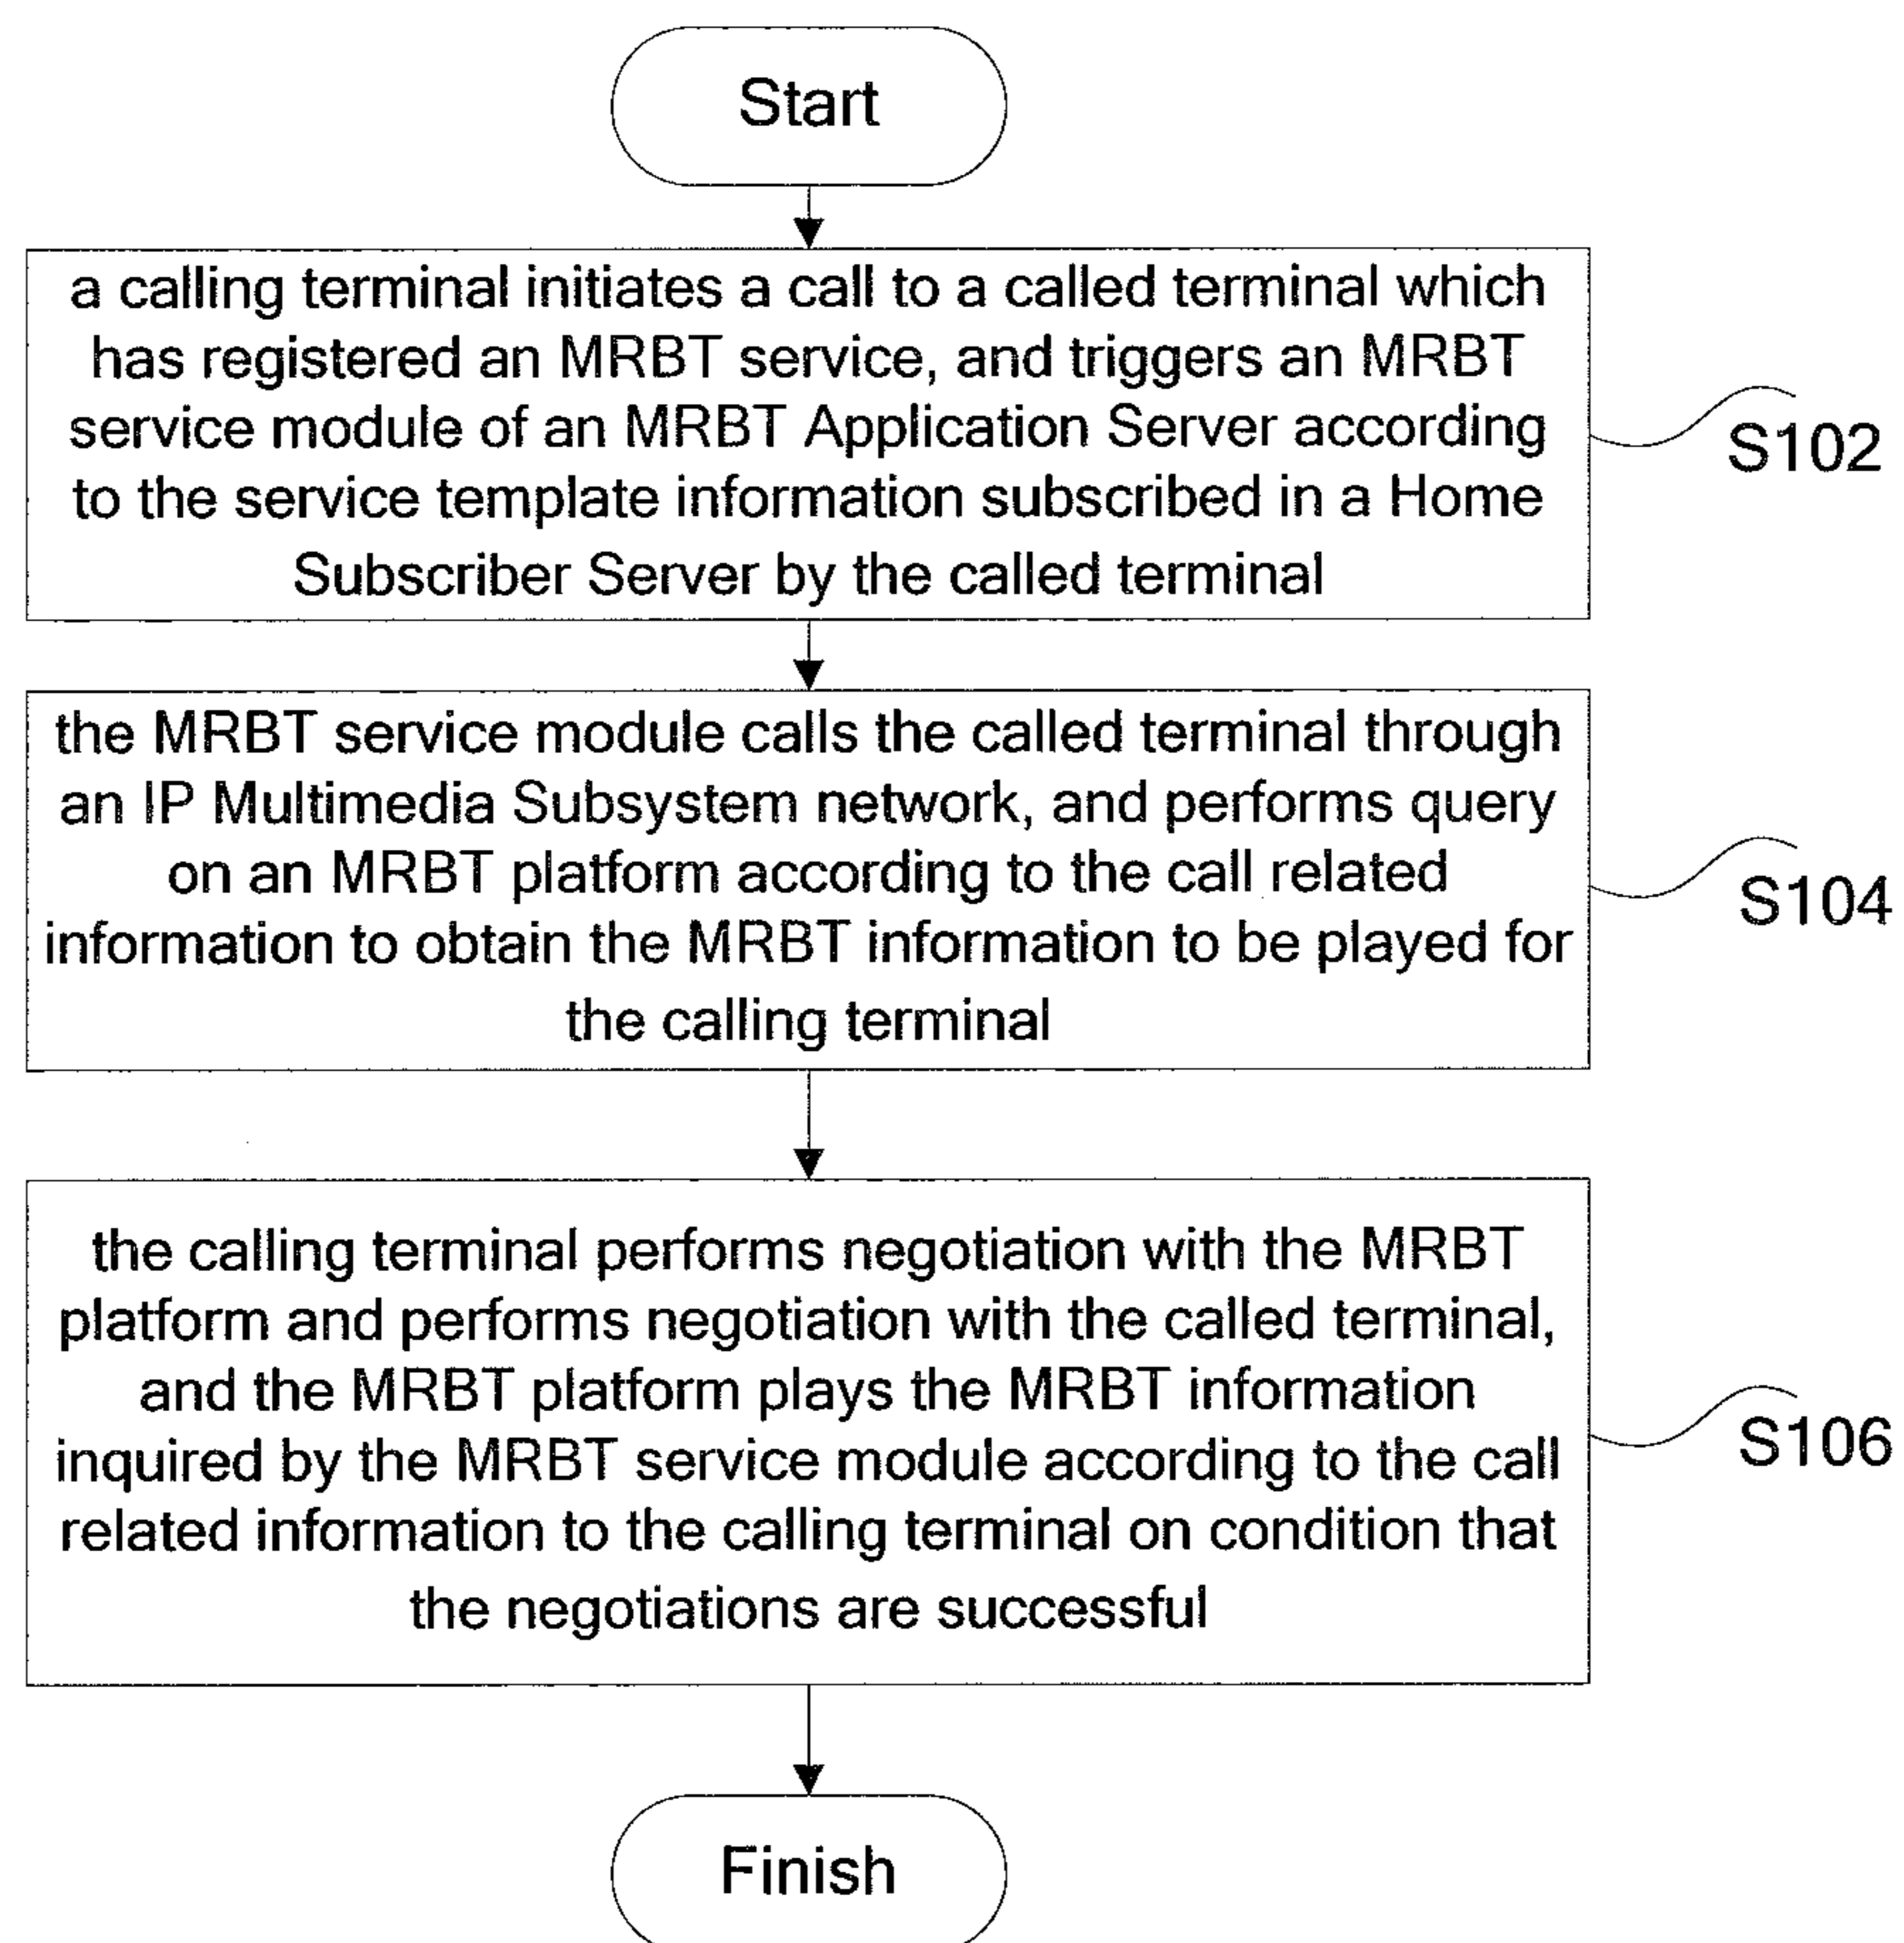 Start
a calling terminal initiates a call to a called terminal which
has registered an MRBT service, and triggers an MRBT
service module of an MRBT Application Server according
to the service template information subscribed in a Home
Subscriber Server by the called terminal
S102
the MRBT service module calls the called terminal through
an IP Multimedia Subsystem network, and performs query
on an MRBT platform according to the call related
information to obtain the MRBT information to be played for
the calling terminal
S104
the calling terminal performs negotiation with the MRBT
platform and performs negotiation with the called terminal,
and the MRBT platform plays the MRBT information
inquired by the MRBT service module according to the call
related information to the calling terminal on condition that
the negotiations are successful
S106
Finish